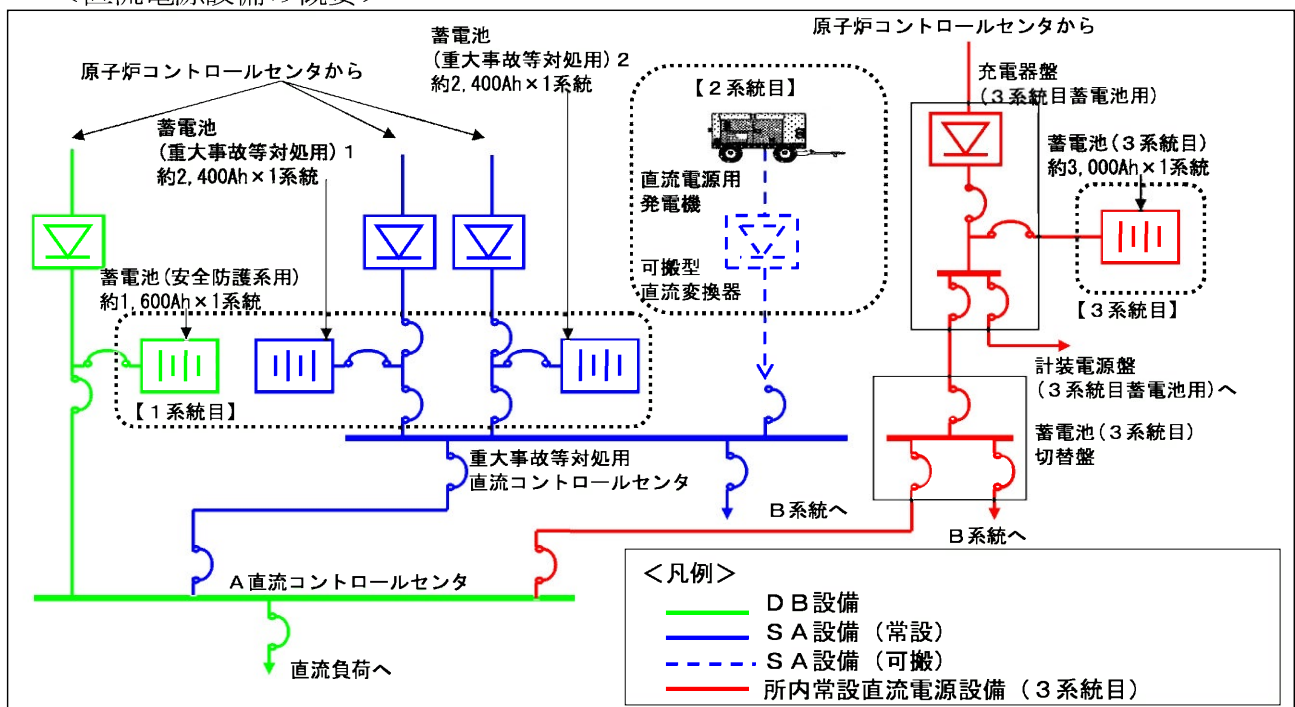 <直流電源設備の概要>
原子炉コントロールセンタから
蓄電池
(重大事故等対処用)2
約2,400Ah×1系統
原子炉コントロールセンタから
蓄電池
(重大事故等対処用)1
約2,400Ah×1系統
【2系統目】
直流電源用
発電機
可搬型
直流変換器
充電器盤
(3系統目蓄電池用)
蓄電池(3系統目)
約3,000Ah×1系統
【3系統目】
蓄電池(安全防護系用)
約1,600Ah×1系統
【1系統目】
計装電源盤
(3系統目蓄電池用)へ
蓄電池(3系統目)
切替盤
重大事故等対処用
直流コントロールセンタ
B系統へ
B系統へ
A直流コントロールセンタ
直流負荷へ
<凡例>
DB設備
SA設備(常設)
SA設備(可搬)
所内常設直流電源設備(3系統目)